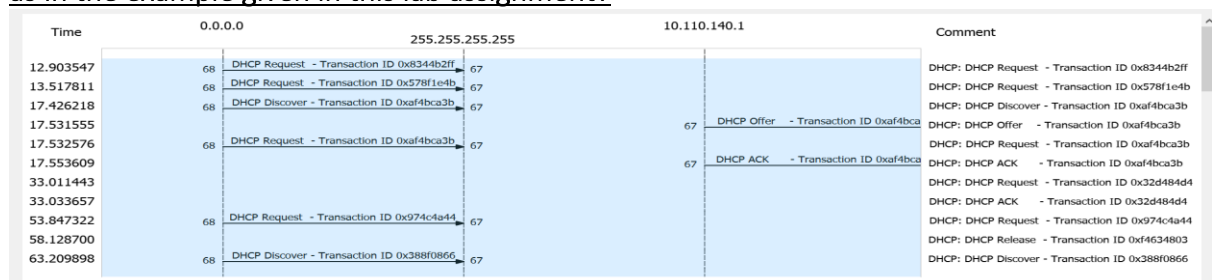 as in the example given in this lab assignment?
Time 0.0.0.0 255.255.255.255 10.110.140.1 Comment
12.903547 68 DHCP Request - Transaction ID 0x8344b2ff 67 DHCP: DHCP Request - Transaction ID 0x8344b2ff
13.517811 68 DHCP Request - Transaction ID 0x578f1e4b 67 DHCP: DHCP Request - Transaction ID 0x578f1e4b
17.426218 68 DHCP Discover - Transaction ID 0xaf4bca3b 67 DHCP: DHCP Discover - Transaction ID 0xaf4bca3b
17.531555 67 DHCP Offer - Transaction ID 0xaf4bca DHCP: DHCP Offer - Transaction ID 0xaf4bca3b
17.532576 68 DHCP Request - Transaction ID 0xaf4bca3b 67 DHCP: DHCP Request - Transaction ID 0xaf4bca3b
17.553609 67 DHCP ACK - Transaction ID 0xaf4bca DHCP: DHCP ACK - Transaction ID 0xaf4bca3b
33.011443 DHCP: DHCP Request - Transaction ID 0x32d484d4
33.033657 DHCP: DHCP ACK - Transaction ID 0x32d484d4
53.847322 68 DHCP Request - Transaction ID 0x974c4a44 67 DHCP: DHCP Request - Transaction ID 0x974c4a44
58.128700 DHCP: DHCP Release - Transaction ID 0xf4634803
63.209898 68 DHCP Discover - Transaction ID 0x388f0866 67 DHCP: DHCP Discover - Transaction ID 0x388f0866